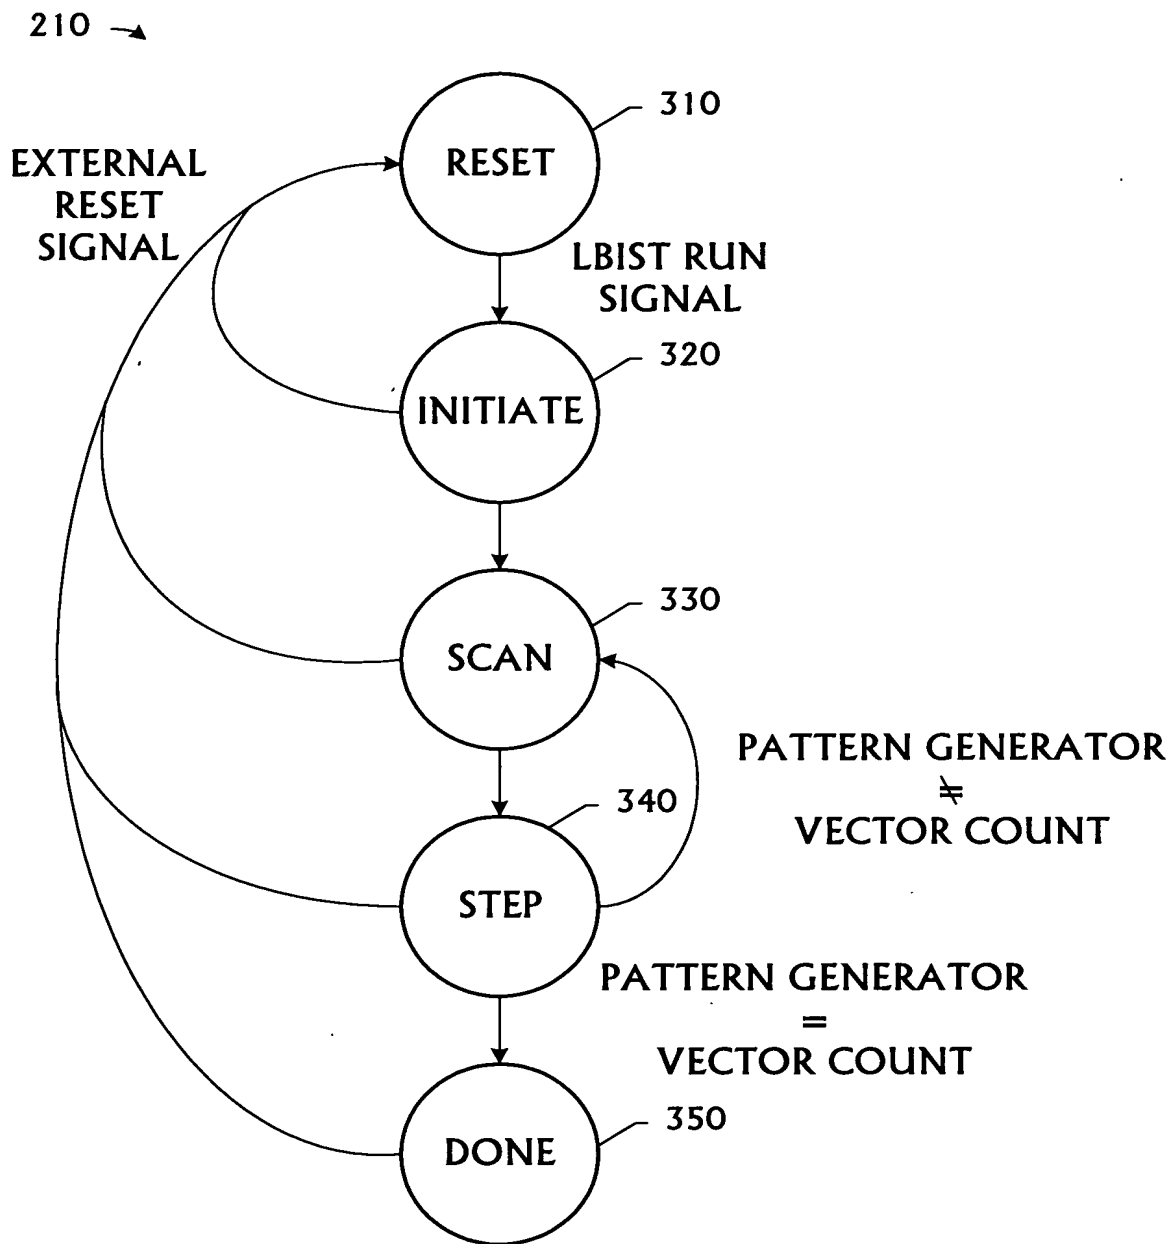 210
310
RESET
EXTERNAL
RESET
SIGNAL
LBIST RUN
SIGNAL
320
INITIATE
330
SCAN
PATTERN GENERATOR
≠
VECTOR COUNT
340
STEP
PATTERN GENERATOR
=
VECTOR COUNT
350
DONE